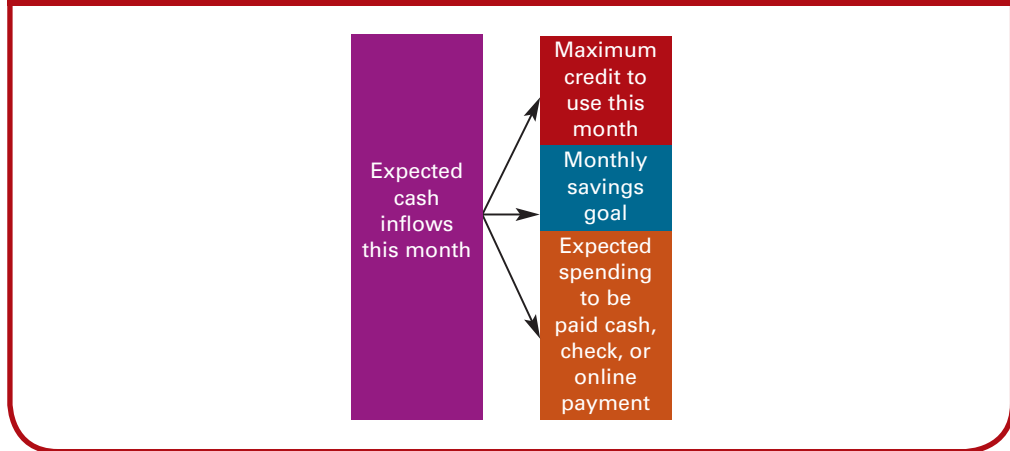 Expected
cash
inflows
this month
Maximum
credit to
use this
month
Monthly
savings
goal
Expected
spending
to be
paid cash,
check, or
online
payment